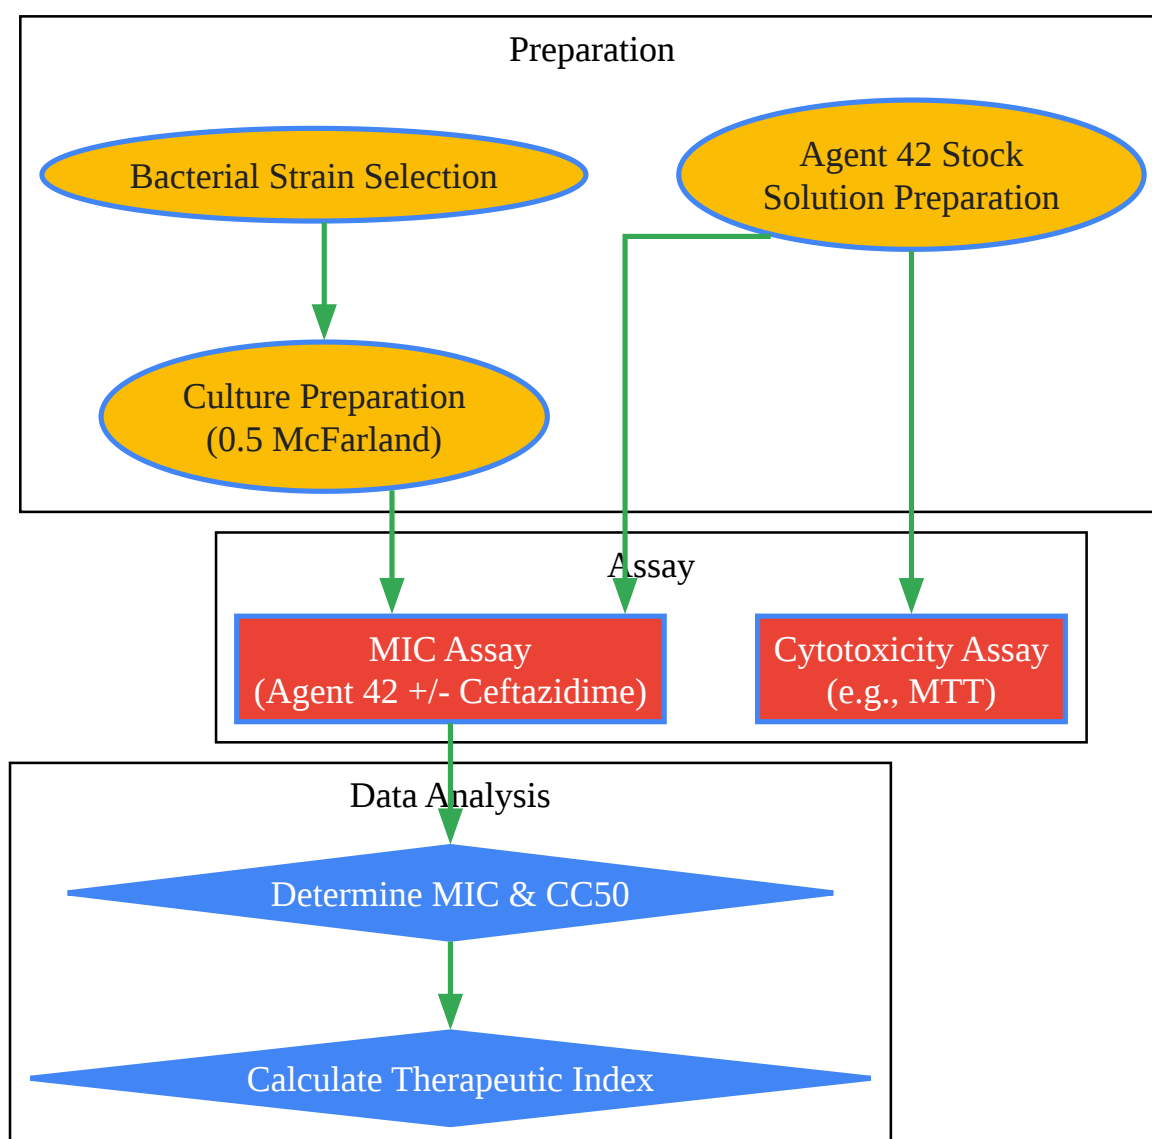 Preparation
Bacterial Strain Selection
Agent 42 Stock
Solution Preparation
Culture Preparation
(0.5 McFarland)
Assay
MIC Assay
(Agent 42 +/- Ceftazidime)
Cytotoxicity Assay
(e.g., MTT)
Data Analysis
Determine MIC & CC50
Calculate Therapeutic Index